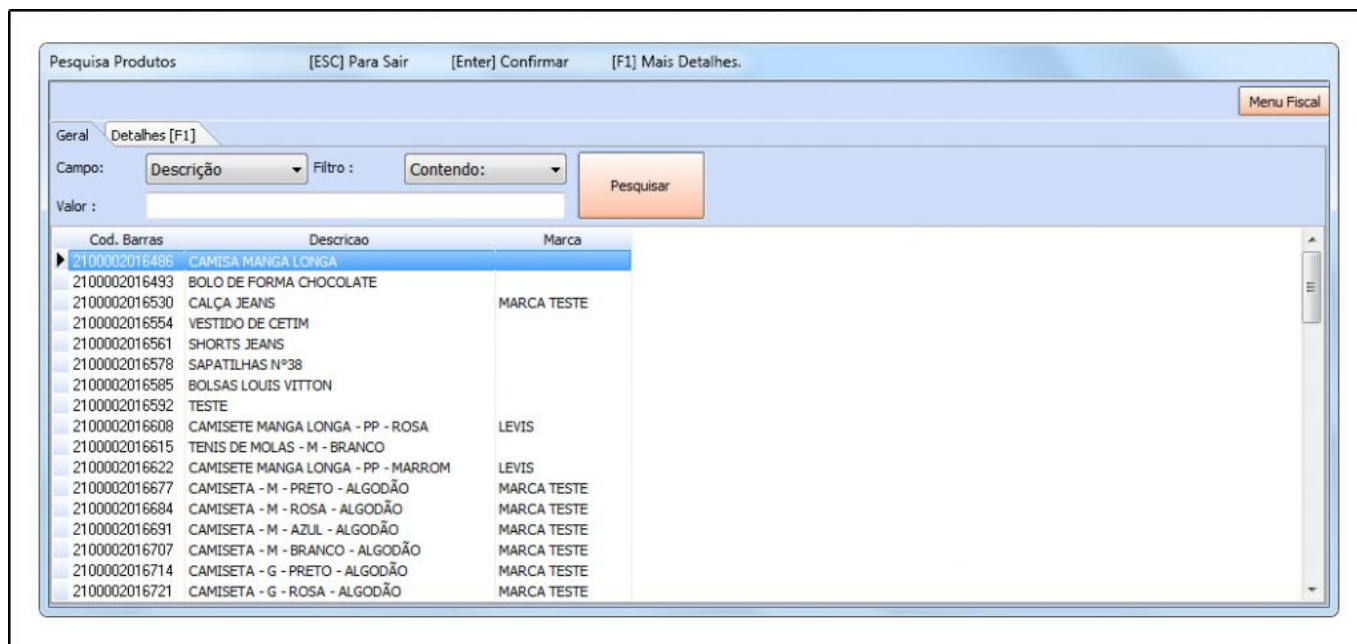 Pesquisa Produtos [ESC] Para Sair [Enter] Confirmar [F1] Mais Detalhes.
Menu Fiscal
Geral Detalhes [F1]
Campo: Descrição Filtro : Contendo: Pesquisar
Valor :
Cod. Barras Descricao Marca
2100002016486 CAMISA MANGA LONGA
2100002016493 BOLO DE FORMA CHOCOLATE
2100002016530 CALÇA JEANS MARCA TESTE
2100002016554 VESTIDO DE CETIM
2100002016561 SHORTS JEANS
2100002016578 SAPATILHAS Nº38
2100002016585 BOLSAS LOUIS VITTON
2100002016592 TESTE
2100002016608 CAMISETE MANGA LONGA - PP - ROSA LEVIS
2100002016615 TENIS DE MOLAS - M - BRANCO
2100002016622 CAMISETE MANGA LONGA - PP - MARROM LEVIS
2100002016677 CAMISETA - M - PRETO - ALGODÃO MARCA TESTE
2100002016684 CAMISETA - M - ROSA - ALGODÃO MARCA TESTE
2100002016691 CAMISETA - M - AZUL - ALGODÃO MARCA TESTE
2100002016707 CAMISETA - M - BRANCO - ALGODÃO MARCA TESTE
2100002016714 CAMISETA - G - PRETO - ALGODÃO MARCA TESTE
2100002016721 CAMISETA - G - ROSA - ALGODÃO MARCA TESTE